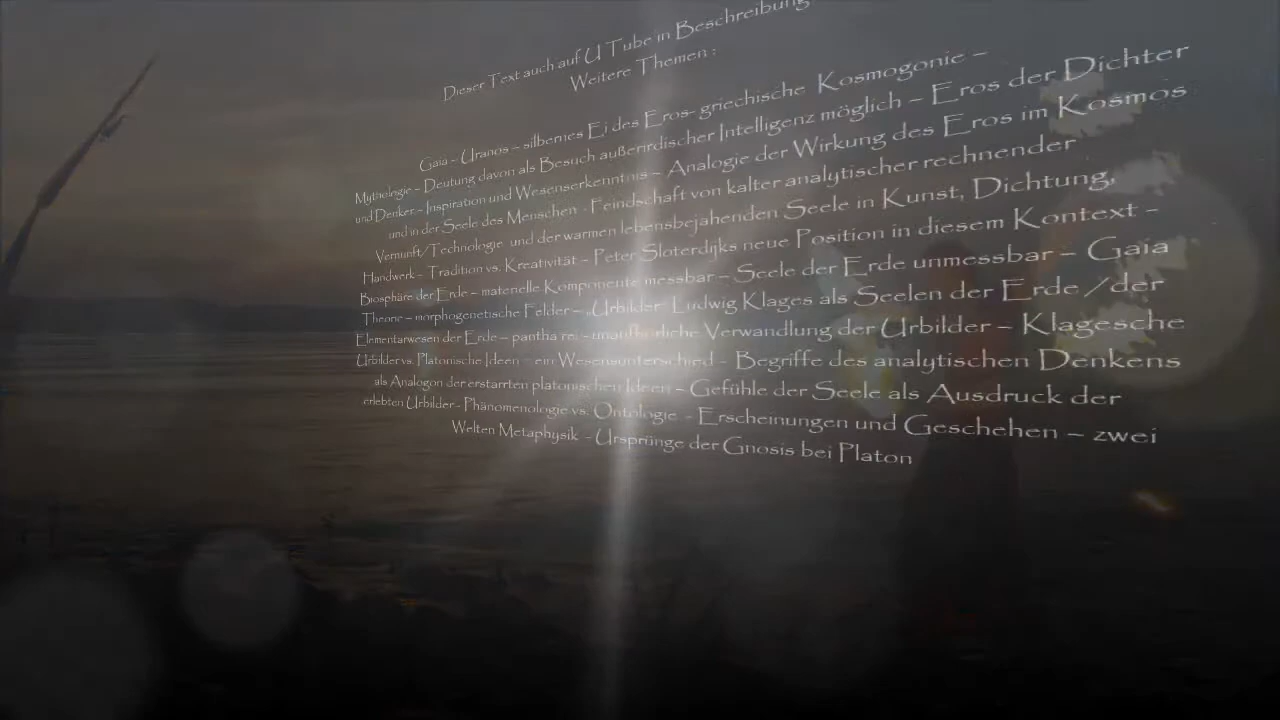 Dieser Text auch auf U Tube in Beschreibung
Weitere Themen :
Gaia - Uranos – silbernes Ei des Eros- griechische Kosmogonie –
Mythologie - Deutung davon als Besuch außerirdischer Intelligenz möglich – Eros der Dichter
und Denker – Inspiration und Wesenserkenntnis – Analogie der Wirkung des Eros im Kosmos
und in der Seele des Menschen - Feindschaft von kalter analytischer rechnender
Vernunft/Technologie und der warmen lebensbejahenden Seele in Kunst, Dichtung,
Handwerk - Tradition vs. Kreativität – Peter Sloterdijks neue Position in diesem Kontext –
Biosphäre der Erde – materielle Komponente messbar – Seele der Erde unmessbar – Gaia
Theorie – morphogenetische Felder – „Urbilder“ Ludwig Klages als Seelen der Erde /der
Elementarwesen der Erde – pantha rei - unaufhörliche Verwandlung der Urbilder – Klagesche
Urbilder vs. Platonische Ideen – ein Wesensunterschied - Begriffe des analytischen Denkens
als Analogon der erstarrten platonischen Ideen – Gefühle der Seele als Ausdruck der
erlebten Urbilder - Phänomenologie vs. Ontologie - Erscheinungen und Geschehen – zwei
Welten Metaphysik - Ursprünge der Gnosis bei Platon